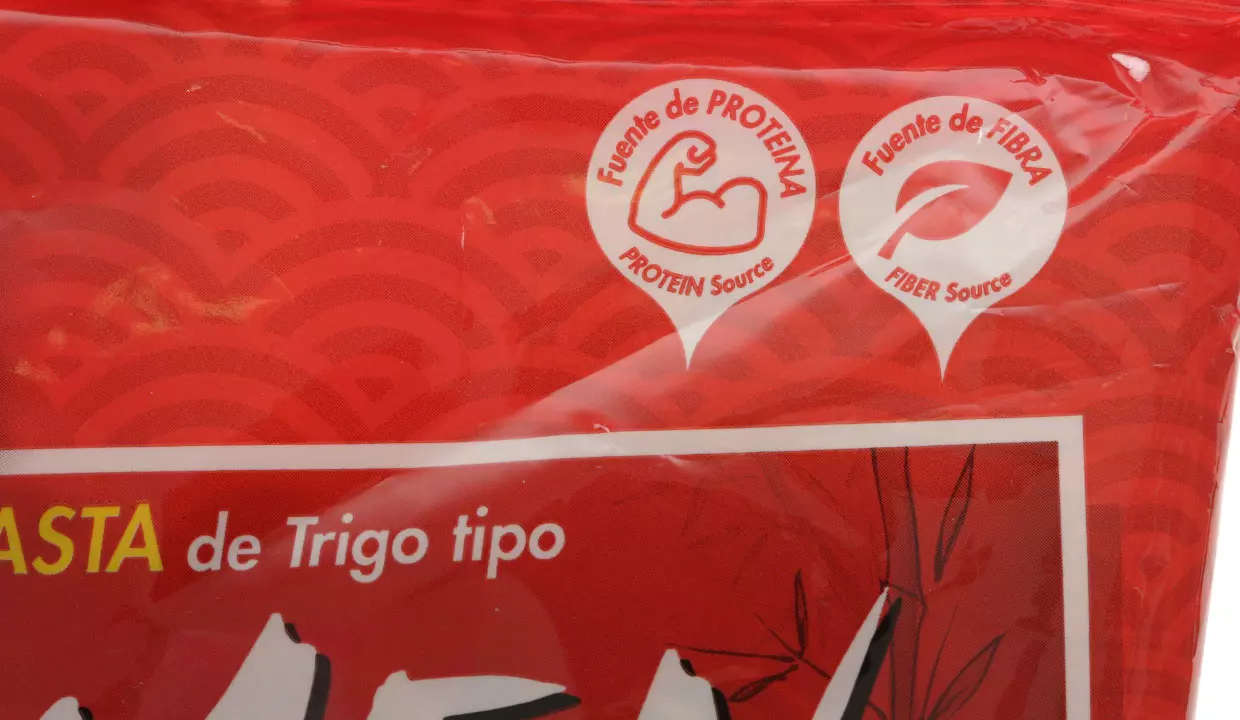 Fuente de PROTEINA
PROTEIN Source
Fuente de FIBRA
FIBER Source
ASTA de Trigo tipo